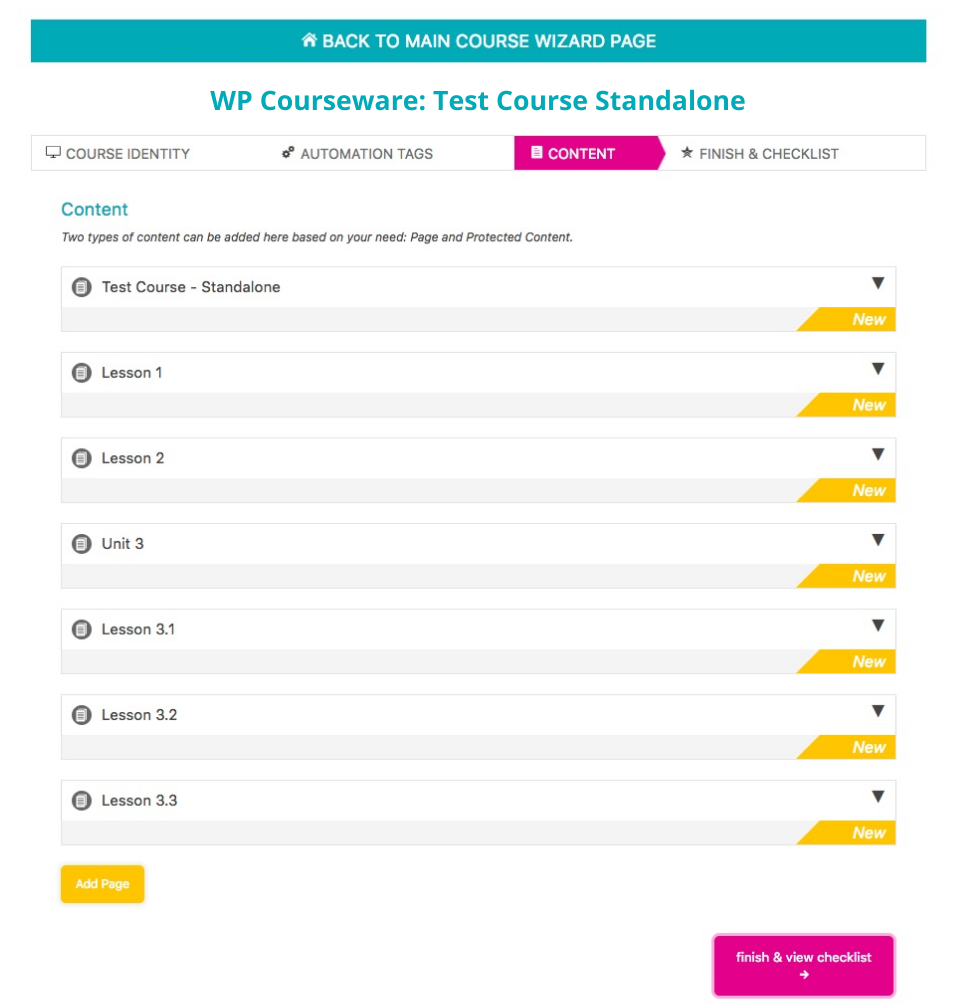 BACK TO MAIN COURSE WIZARD PAGE
WP Courseware: Test Course Standalone
COURSE IDENTITY AUTOMATION TAGS CONTENT FINISH & CHECKLIST
Content
Two types of content can be added here based on your need: Page and Protected Content.
Test Course - Standalone
New
Lesson 1
New
Lesson 2
New
Unit 3
New
Lesson 3.1
New
Lesson 3.2
New
Lesson 3.3
New
Add Page
finish & view checklist
→